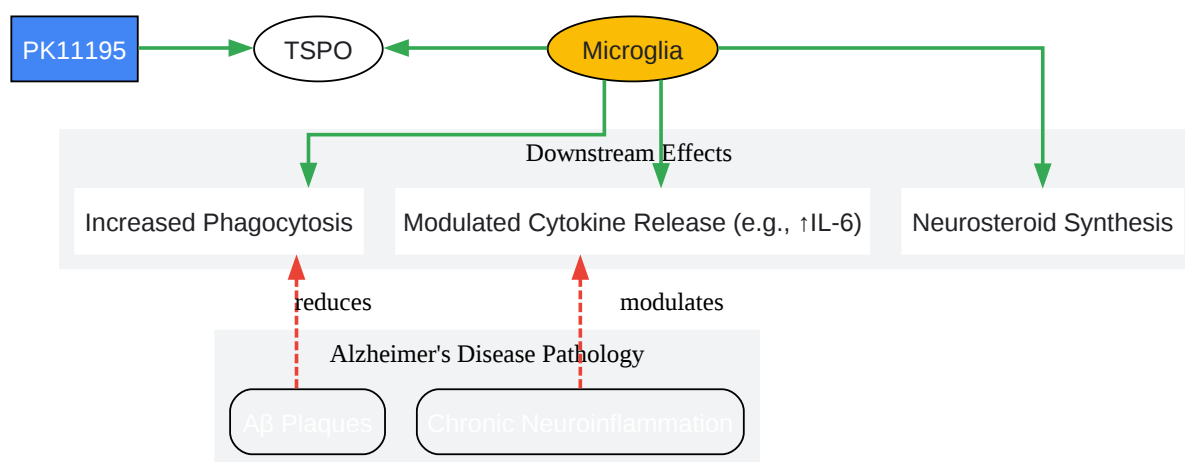 PK11195
TSPO
Microglia
Downstream Effects
Increased Phagocytosis
Modulated Cytokine Release (e.g., ↑IL-6)
Neurosteroid Synthesis
reduces
modulates
Alzheimer's Disease Pathology
Aβ Plaques
Chronic Neuroinflammation